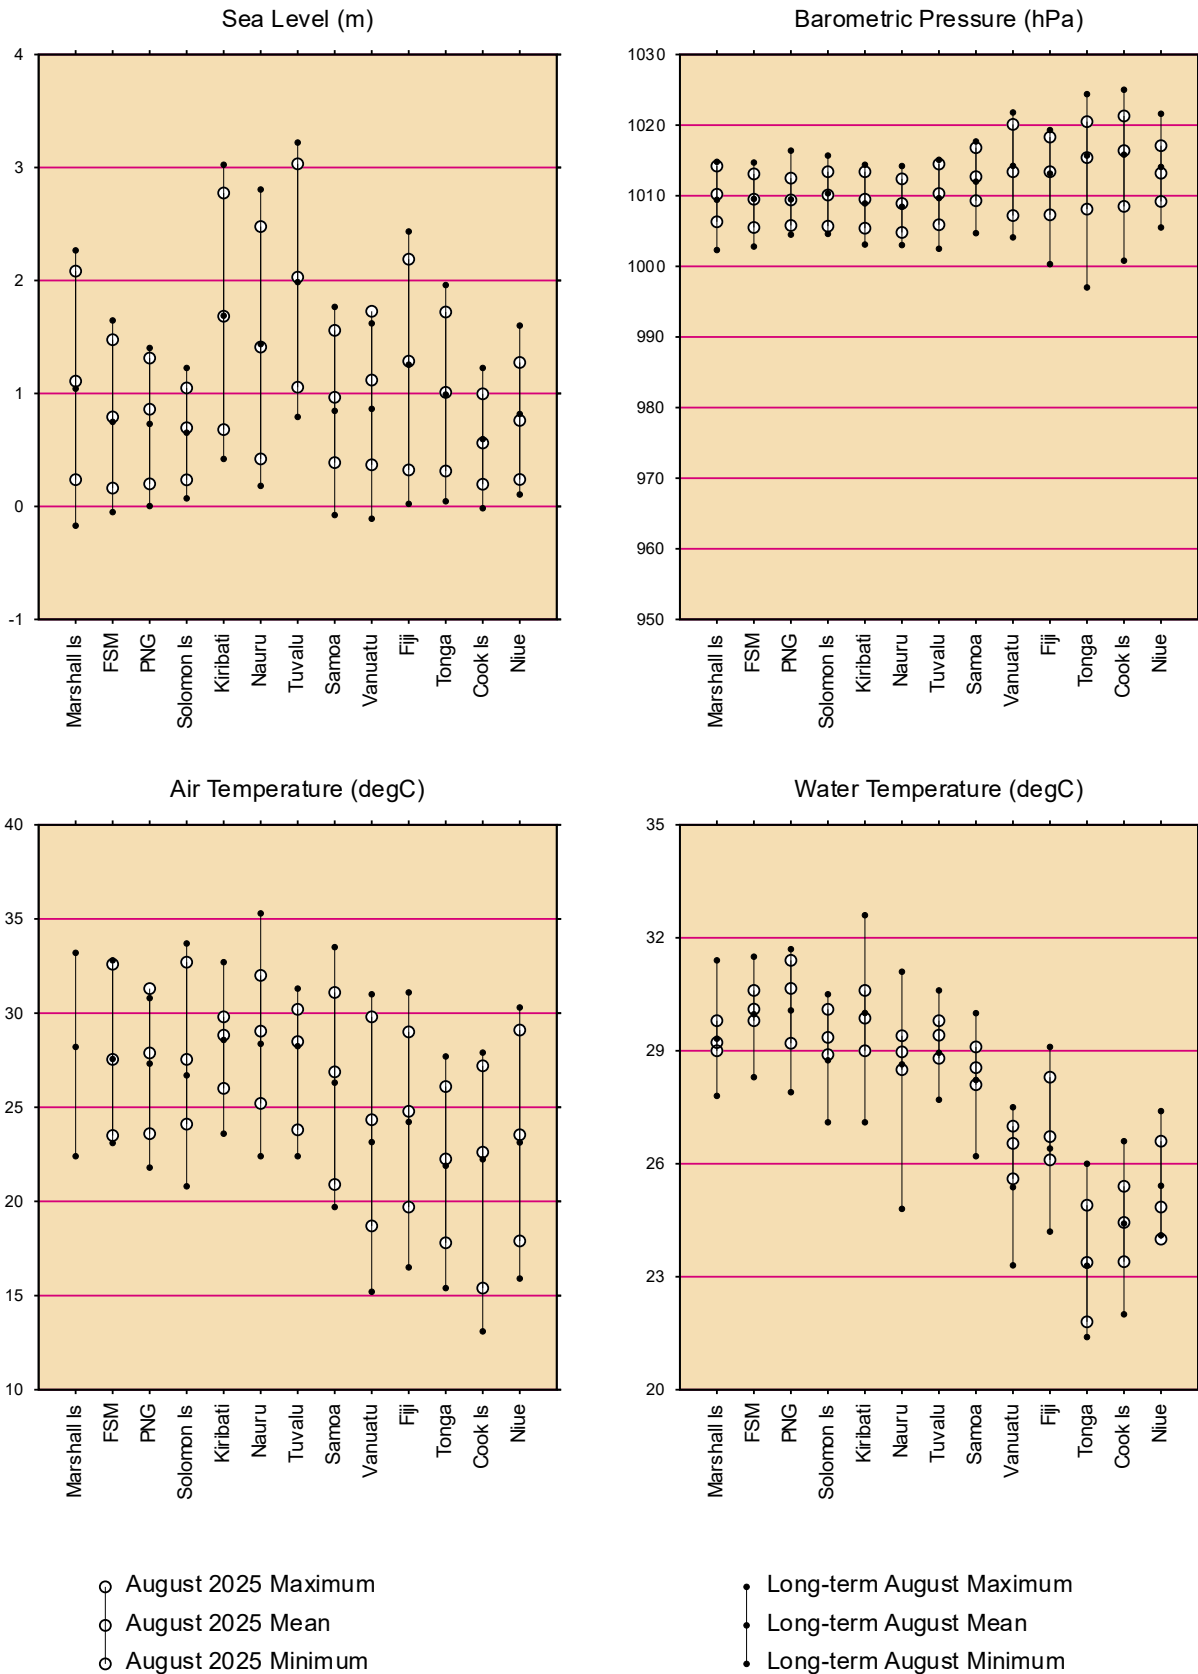 Sea Level (m)
4
3
2
1
0
-1
Marshall Is
FSM
PNG
Solomon Is
Kiribati
Nauru
Tuvalu
Samoa
Vanuatu
Fiji
Tonga
Cook Is
Niue
Barometric Pressure (hPa)
1030
1020
1010
1000
990
980
970
960
950
Marshall Is
FSM
PNG
Solomon Is
Kiribati
Nauru
Tuvalu
Samoa
Vanuatu
Fiji
Tonga
Cook Is
Niue
Air Temperature (degC)
40
35
30
25
20
15
10
Marshall Is
FSM
PNG
Solomon Is
Kiribati
Nauru
Tuvalu
Samoa
Vanuatu
Fiji
Tonga
Cook Is
Niue
Water Temperature (degC)
35
32
29
26
23
20
Marshall Is
FSM
PNG
Solomon Is
Kiribati
Nauru
Tuvalu
Samoa
Vanuatu
Fiji
Tonga
Cook Is
Niue
August 2025 Maximum
August 2025 Mean
August 2025 Minimum
Long-term August Maximum
Long-term August Mean
Long-term August Minimum